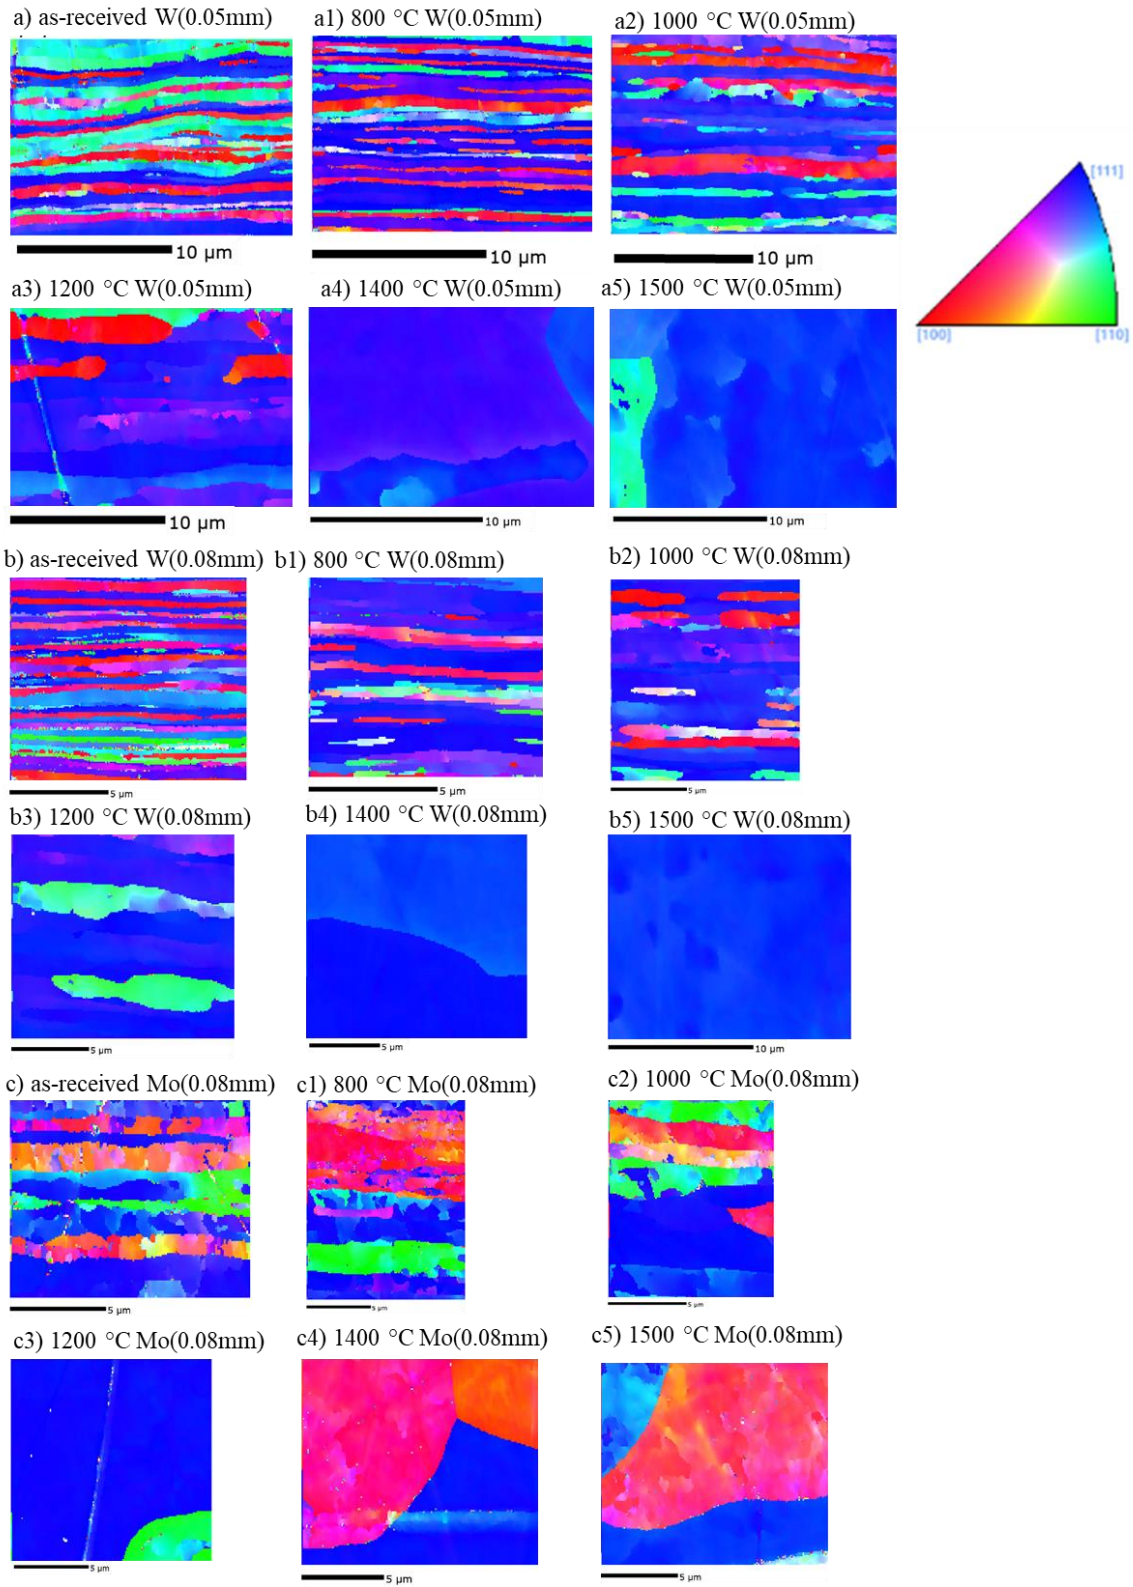 a) as-received W(0.05mm)
a1) 800 °C W(0.05mm)
a2) 1000 °C W(0.05mm)
10 µm
10 µm
10 µm
[111]
[100]
[110]
a3) 1200 °C W(0.05mm)
a4) 1400 °C W(0.05mm)
a5) 1500 °C W(0.05mm)
10 µm
10 µm
10 µm
b) as-received W(0.08mm)
b1) 800 °C W(0.08mm)
b2) 1000 °C W(0.08mm)
5 µm
5 µm
5 µm
b3) 1200 °C W(0.08mm)
b4) 1400 °C W(0.08mm)
b5) 1500 °C W(0.08mm)
5 µm
5 µm
10 µm
c) as-received Mo(0.08mm)
c1) 800 °C Mo(0.08mm)
c2) 1000 °C Mo(0.08mm)
5 µm
5 µm
5 µm
c3) 1200 °C Mo(0.08mm)
c4) 1400 °C Mo(0.08mm)
c5) 1500 °C Mo(0.08mm)
5 µm
5 µm
5 µm